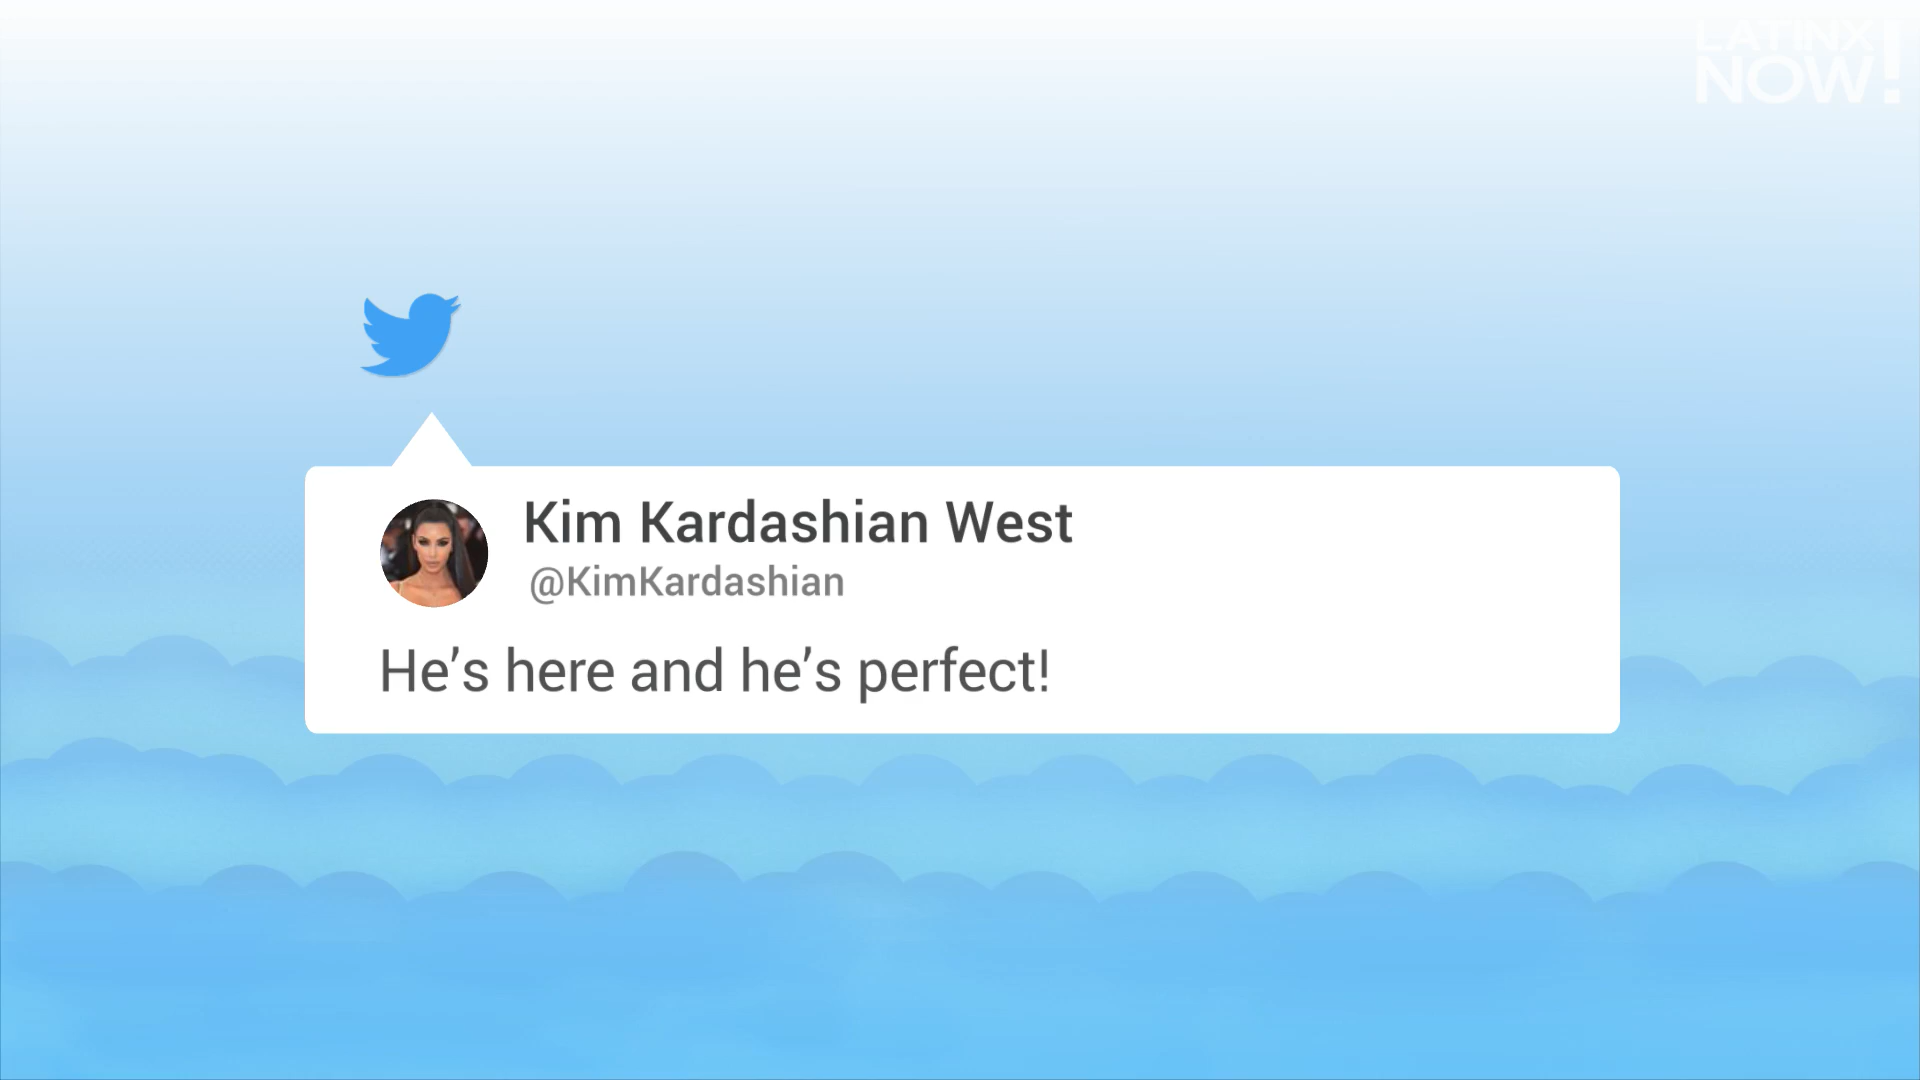 LATINX
NOW!
Kim Kardashian West
@KimKardashian
He’s here and he’s perfect!